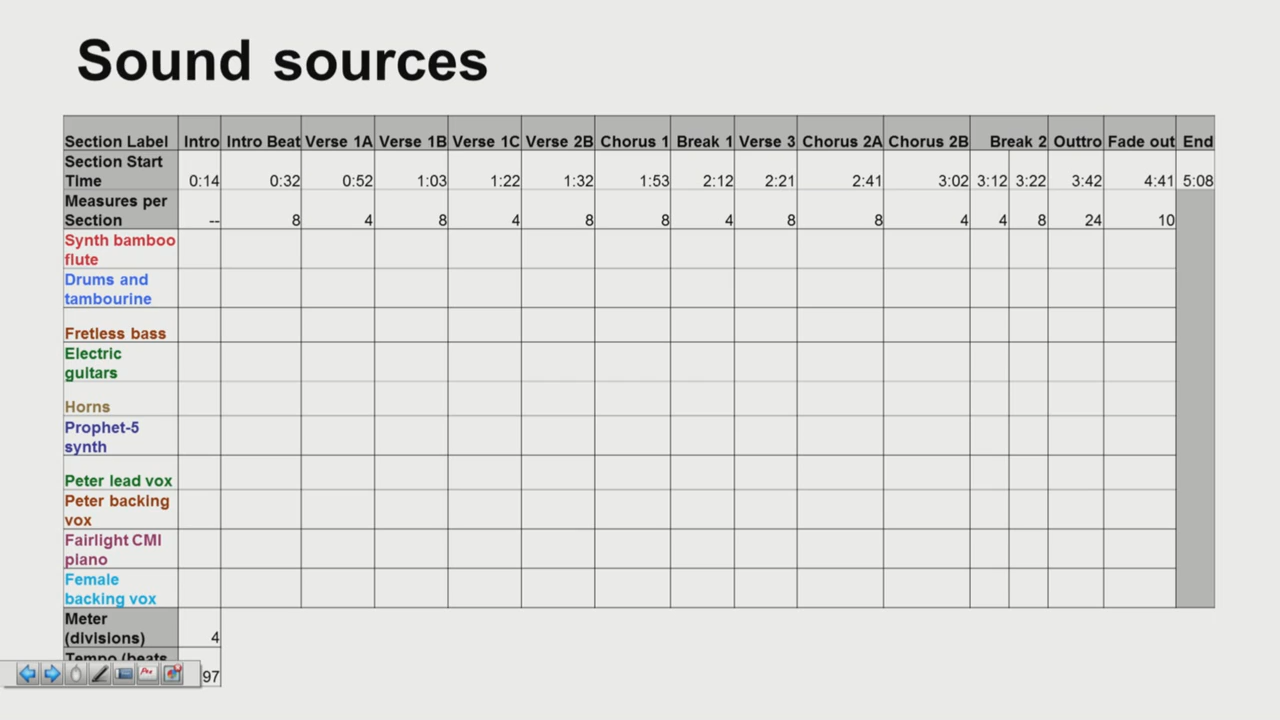 Sound sources
Section Label Intro Intro Beat Verse 1A Verse 1B Verse 1C Verse 2B Chorus 1 Break 1 Verse 3 Chorus 2A Chorus 2B Break 2 Outtro Fade out End
Section Start
Time 0:14 0:32 0:52 1:03 1:22 1:32 1:53 2:12 2:21 2:41 3:02 3:12 3:22 3:42 4:41 5:08
Measures per
Section -- 8 4 8 4 8 8 4 8 8 4 4 8 24 10
Synth bamboo
flute
Drums and
tambourine
Fretless bass
Electric
guitars
Horns
Prophet-5
synth
Peter lead vox
Peter backing
vox
Fairlight CMI
piano
Female
backing vox
Meter
(divisions) 4
Tempo (beats
97